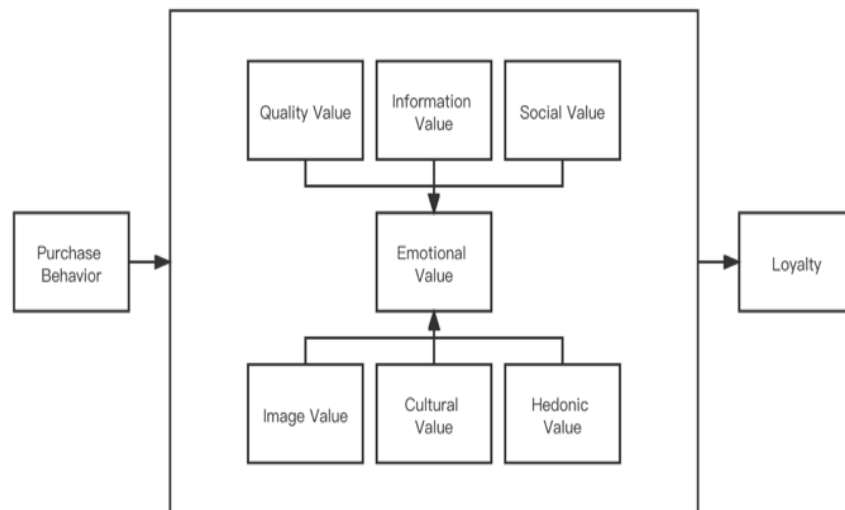 Quality Value
Information
Value
Social Value
Purchase
Behavior
Emotional
Value
Loyalty
Image Value
Cultural
Value
Hedonic
Value